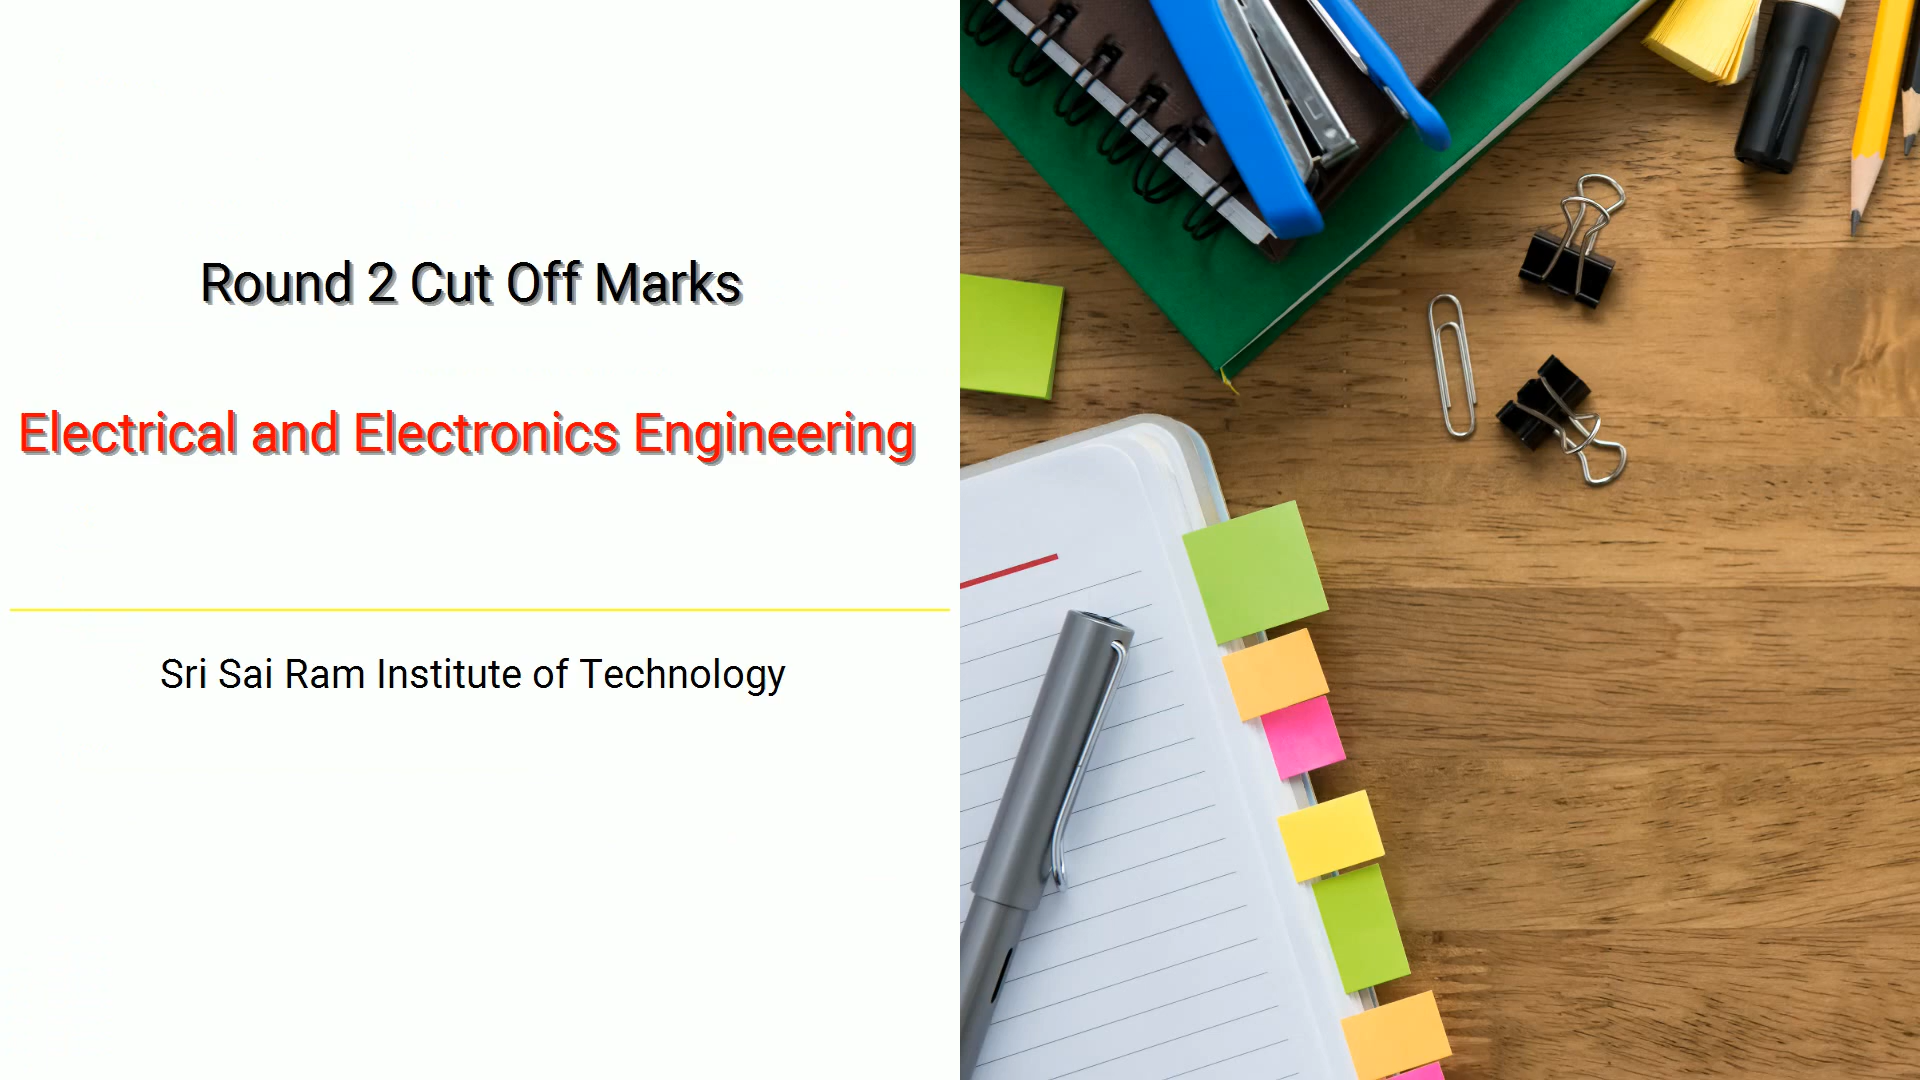 Round 2 Cut Off Marks
Electrical and Electronics Engineering
Sri Sai Ram Institute of Technology